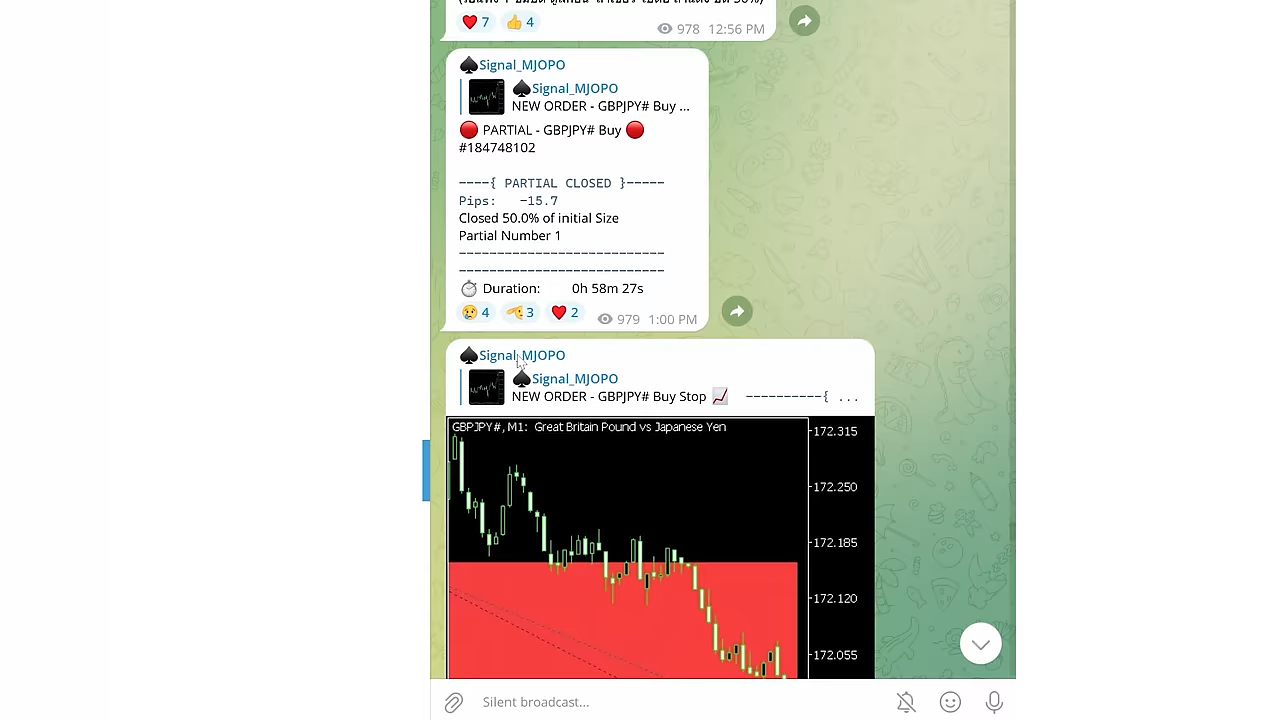 7 4 978 12:56 PM
Signal_MJOPO
Signal_MJOPO
NEW ORDER - GBPJPY# Buy ...
PARTIAL - GBPJPY# Buy
#184748102
----{ PARTIAL CLOSED }-----
Pips: -15.7
Closed 50.0% of initial Size
Partial Number 1
---------------------------
---------------------------
Duration: 0h 58m 27s
4 3 2 979 1:00 PM
Signal_MJOPO
Signal_MJOPO
NEW ORDER - GBPJPY# Buy Stop ----------{ ...
GBPJPY#, M1: Great Britain Pound vs Japanese Yen
172.315
172.250
172.185
172.120
172.055
Silent broadcast...